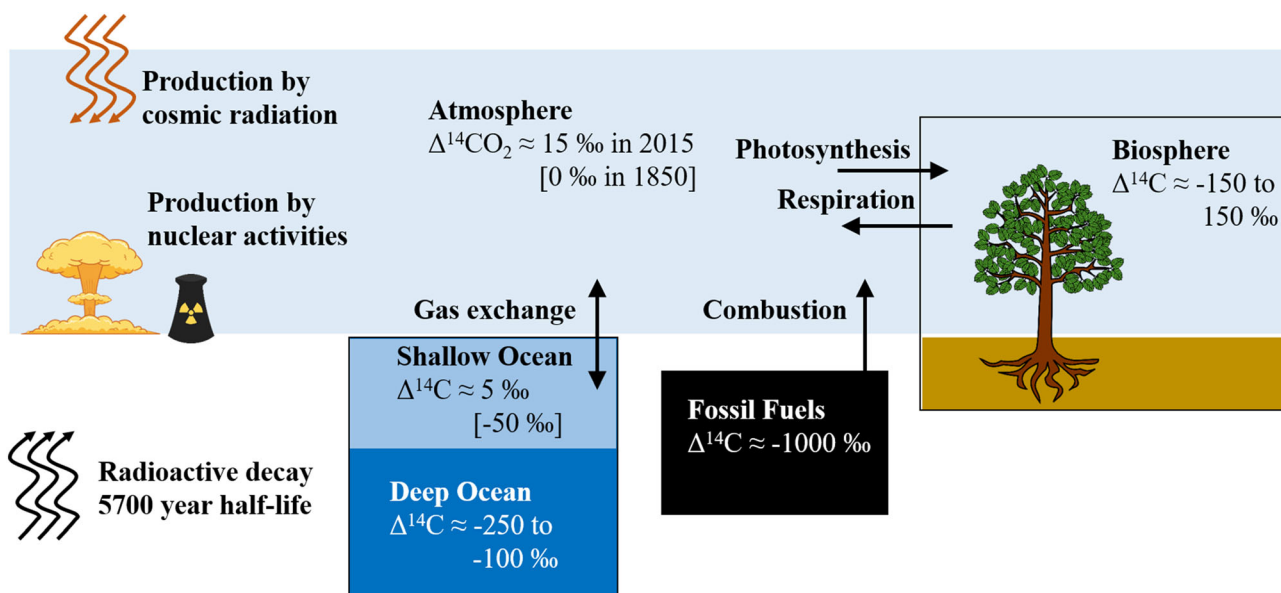 Production by
cosmic radiation
Atmosphere
Δ¹⁴CO₂ ≈ 15 ‰ in 2015
[0 ‰ in 1850]
Photosynthesis
Respiration
Biosphere
Δ¹⁴C ≈ -150 to
150 ‰
Production by
nuclear activities
Gas exchange
Combustion
Shallow Ocean
Δ¹⁴C ≈ 5 ‰
[-50 ‰]
Fossil Fuels
Δ¹⁴C ≈ -1000 ‰
Radioactive decay
5700 year half-life
Deep Ocean
Δ¹⁴C ≈ -250 to
-100 ‰